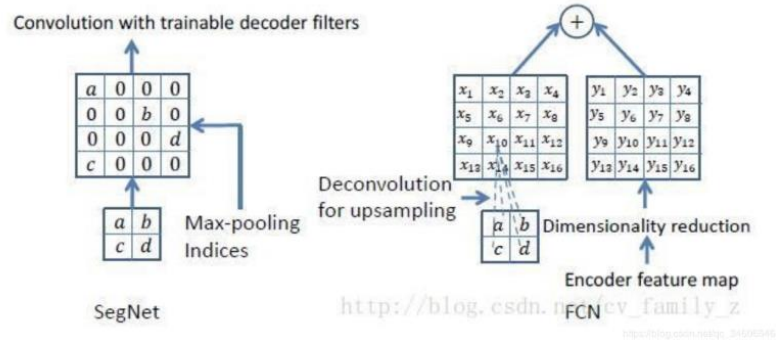 Convolution with trainable decoder filters
+
a 0 0 0
0 0 b 0
0 0 0 d
c 0 0 0
a b
c d
Max-pooling
Indices
SegNet
x₁ x₂ x₃ x₄
x₅ x₆ x₇ x₈
x₉ x₁₀ x₁₁ x₁₂
x₁₃ x₁₄ x₁₅ x₁₆
y₁ y₂ y₃ y₄
y₅ y₆ y₇ y₈
y₉ y₁₀ y₁₁ y₁₂
y₁₃ y₁₄ y₁₅ y₁₆
Deconvolution
for upsampling
a b
c d
Dimensionality reduction
Encoder feature map
http://blog.csdn.net/cv_family_z
FCN